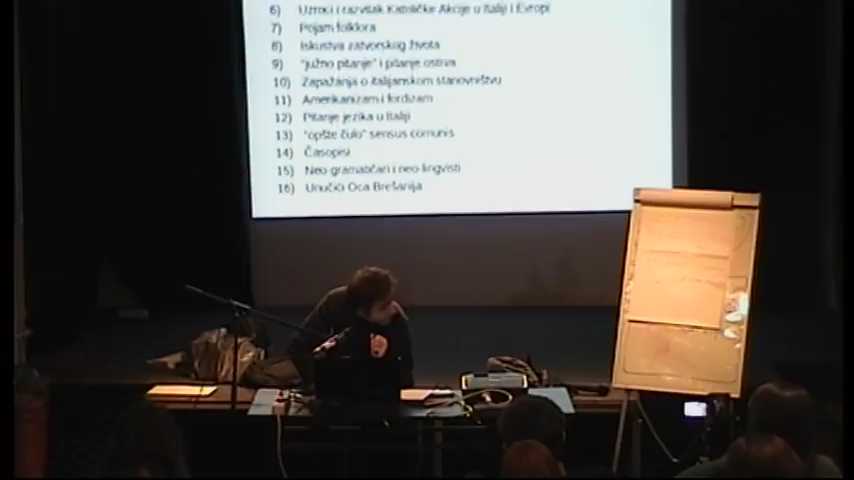 6) Uzroci i razvitak Katoličke Akcije u Italiji i Evropi
7) Pojam folklora
8) Iskustva zatvorskog života
9) "južno pitanje" i pitanje ostrva
10) Zapažanja o italijanskom stanovništvu
11) Amerikanizam i fordizam
12) Pitanje jezika u Italiji
13) "opšte čulo" sensus comunis
14) Časopisi
15) Neo gramatičari i neo lingvisti
16) Unučići Oca Brešanija